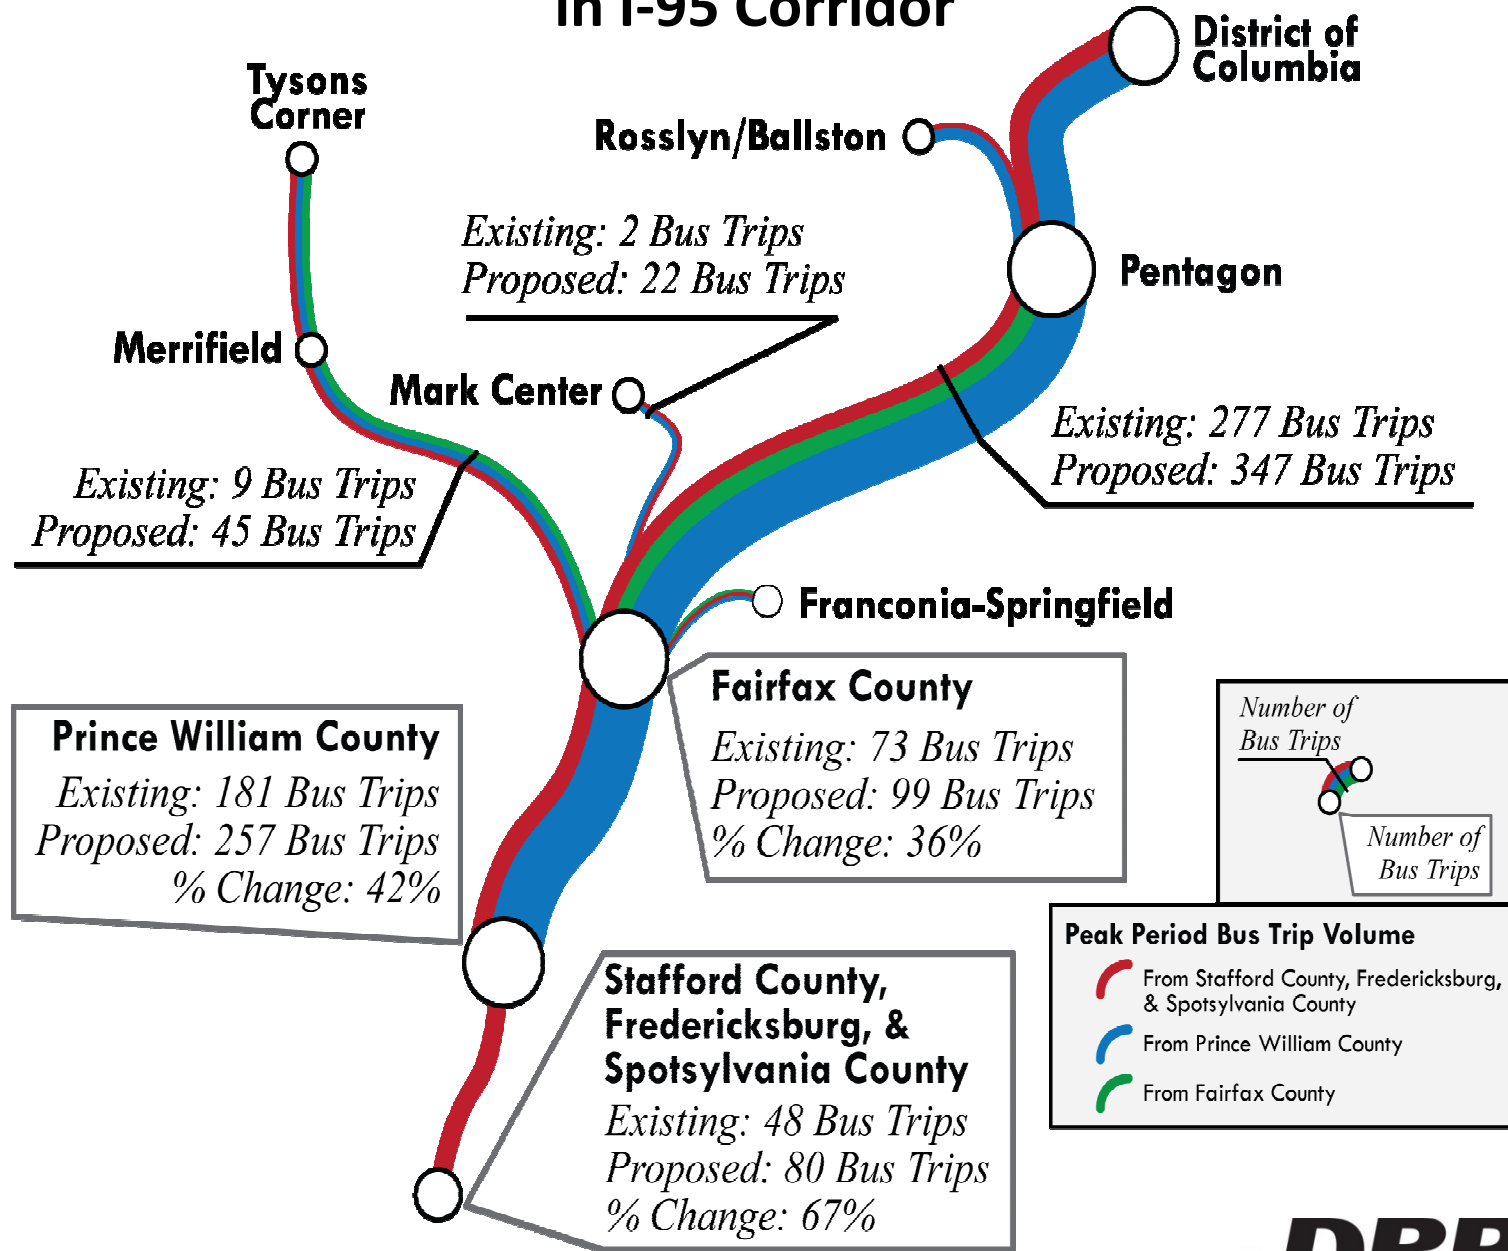 in I-95 Corridor
District of
Columbia
Tysons
Corner
Rosslyn/Ballston
Existing: 2 Bus Trips
Proposed: 22 Bus Trips
Pentagon
Merrifield
Mark Center
Existing: 277 Bus Trips
Proposed: 347 Bus Trips
Existing: 9 Bus Trips
Proposed: 45 Bus Trips
Franconia-Springfield
Fairfax County
Existing: 73 Bus Trips
Proposed: 99 Bus Trips
% Change: 36%
Prince William County
Existing: 181 Bus Trips
Proposed: 257 Bus Trips
% Change: 42%
Number of
Bus Trips
Number of
Bus Trips
Peak Period Bus Trip Volume
From Stafford County, Fredericksburg,
& Spotsylvania County
From Prince William County
From Fairfax County
Stafford County,
Fredericksburg, &
Spotsylvania County
Existing: 48 Bus Trips
Proposed: 80 Bus Trips
% Change: 67%